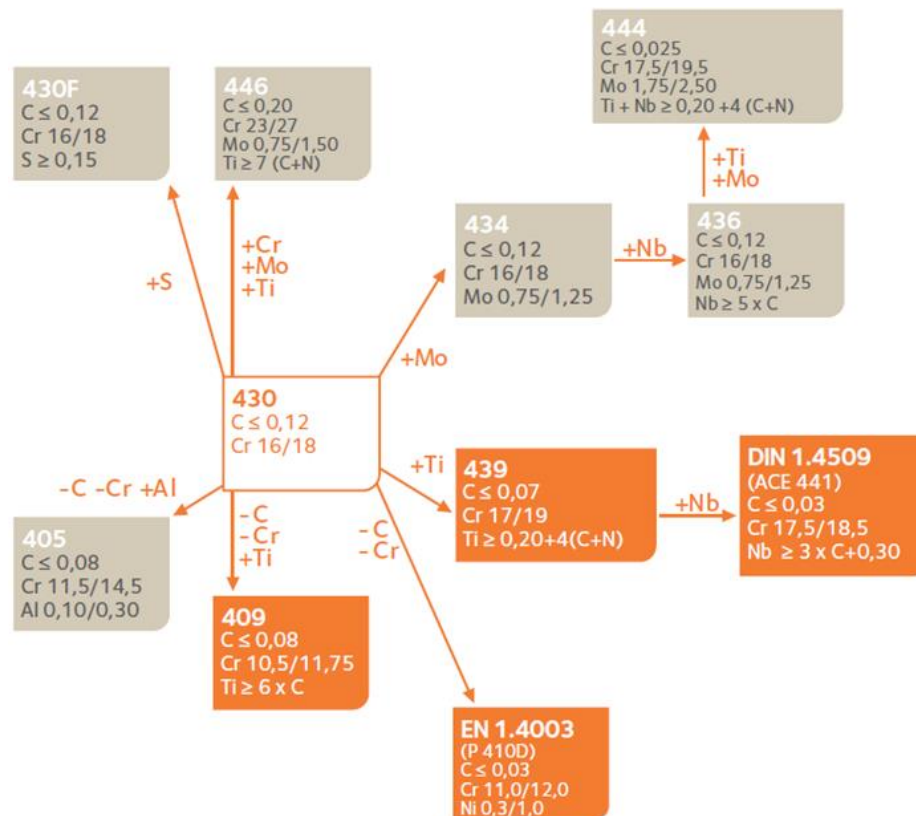 444
C ≤ 0,025
Cr 17,5/19,5
Mo 1,75/2,50
Ti + Nb ≥ 0,20 +4 (C+N)
430F
C ≤ 0,12
Cr 16/18
S ≥ 0,15
446
C ≤ 0,20
Cr 23/27
Mo 0,75/1,50
Ti ≥ 7 (C+N)
+Ti
+Mo
434
C ≤ 0,12
Cr 16/18
Mo 0,75/1,25
+Nb
436
C ≤ 0,12
Cr 16/18
Mo 0,75/1,25
Nb ≥ 5 x C
+S
+Cr
+Mo
+Ti
+Mo
430
C ≤ 0,12
Cr 16/18
+Ti
439
C ≤ 0,07
Cr 17/19
Ti ≥ 0,20+4(C+N)
+Nb
DIN 1.4509
(ACE 441)
C ≤ 0,03
Cr 17,5/18,5
Nb ≥ 3 x C+0,30
-C -Cr +Al
405
C ≤ 0,08
Cr 11,5/14,5
Al 0,10/0,30
-C
-Cr
+Ti
409
C ≤ 0,08
Cr 10,5/11,75
Ti ≥ 6 x C
-C
-Cr
EN 1.4003
(P 410D)
C ≤ 0,03
Cr 11,0/12,0
Ni 0,3/1,0